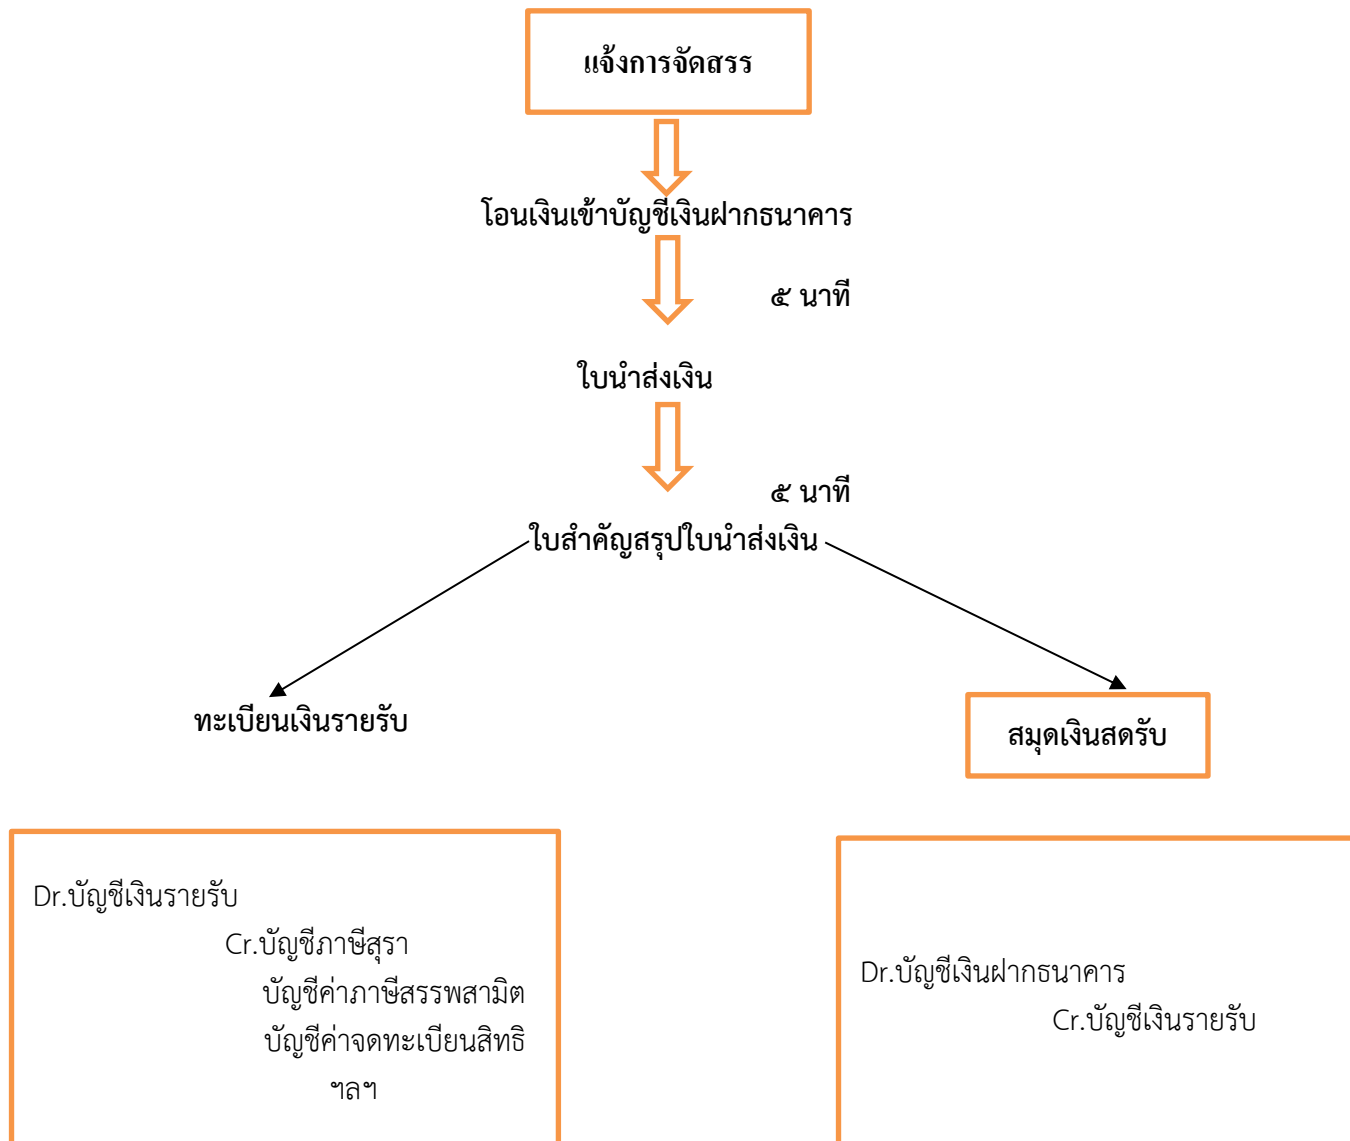 แจ้งการจัดสรร
โอนเงินเข้าบัญชีเงินฝากธนาคาร
๕ นาที
ใบนำส่งเงิน
๕ นาที
ใบสำคัญสรุปใบนำส่งเงิน
ทะเบียนเงินรายรับ
สมุดเงินสดรับ
Dr.บัญชีเงินรายรับ
Cr.บัญชีภาษีสุรา
บัญชีค่าภาษีสรรพสามิต
บัญชีค่าจดทะเบียนสิทธิ
ฯลฯ
Dr.บัญชีเงินฝากธนาคาร
Cr.บัญชีเงินรายรับ